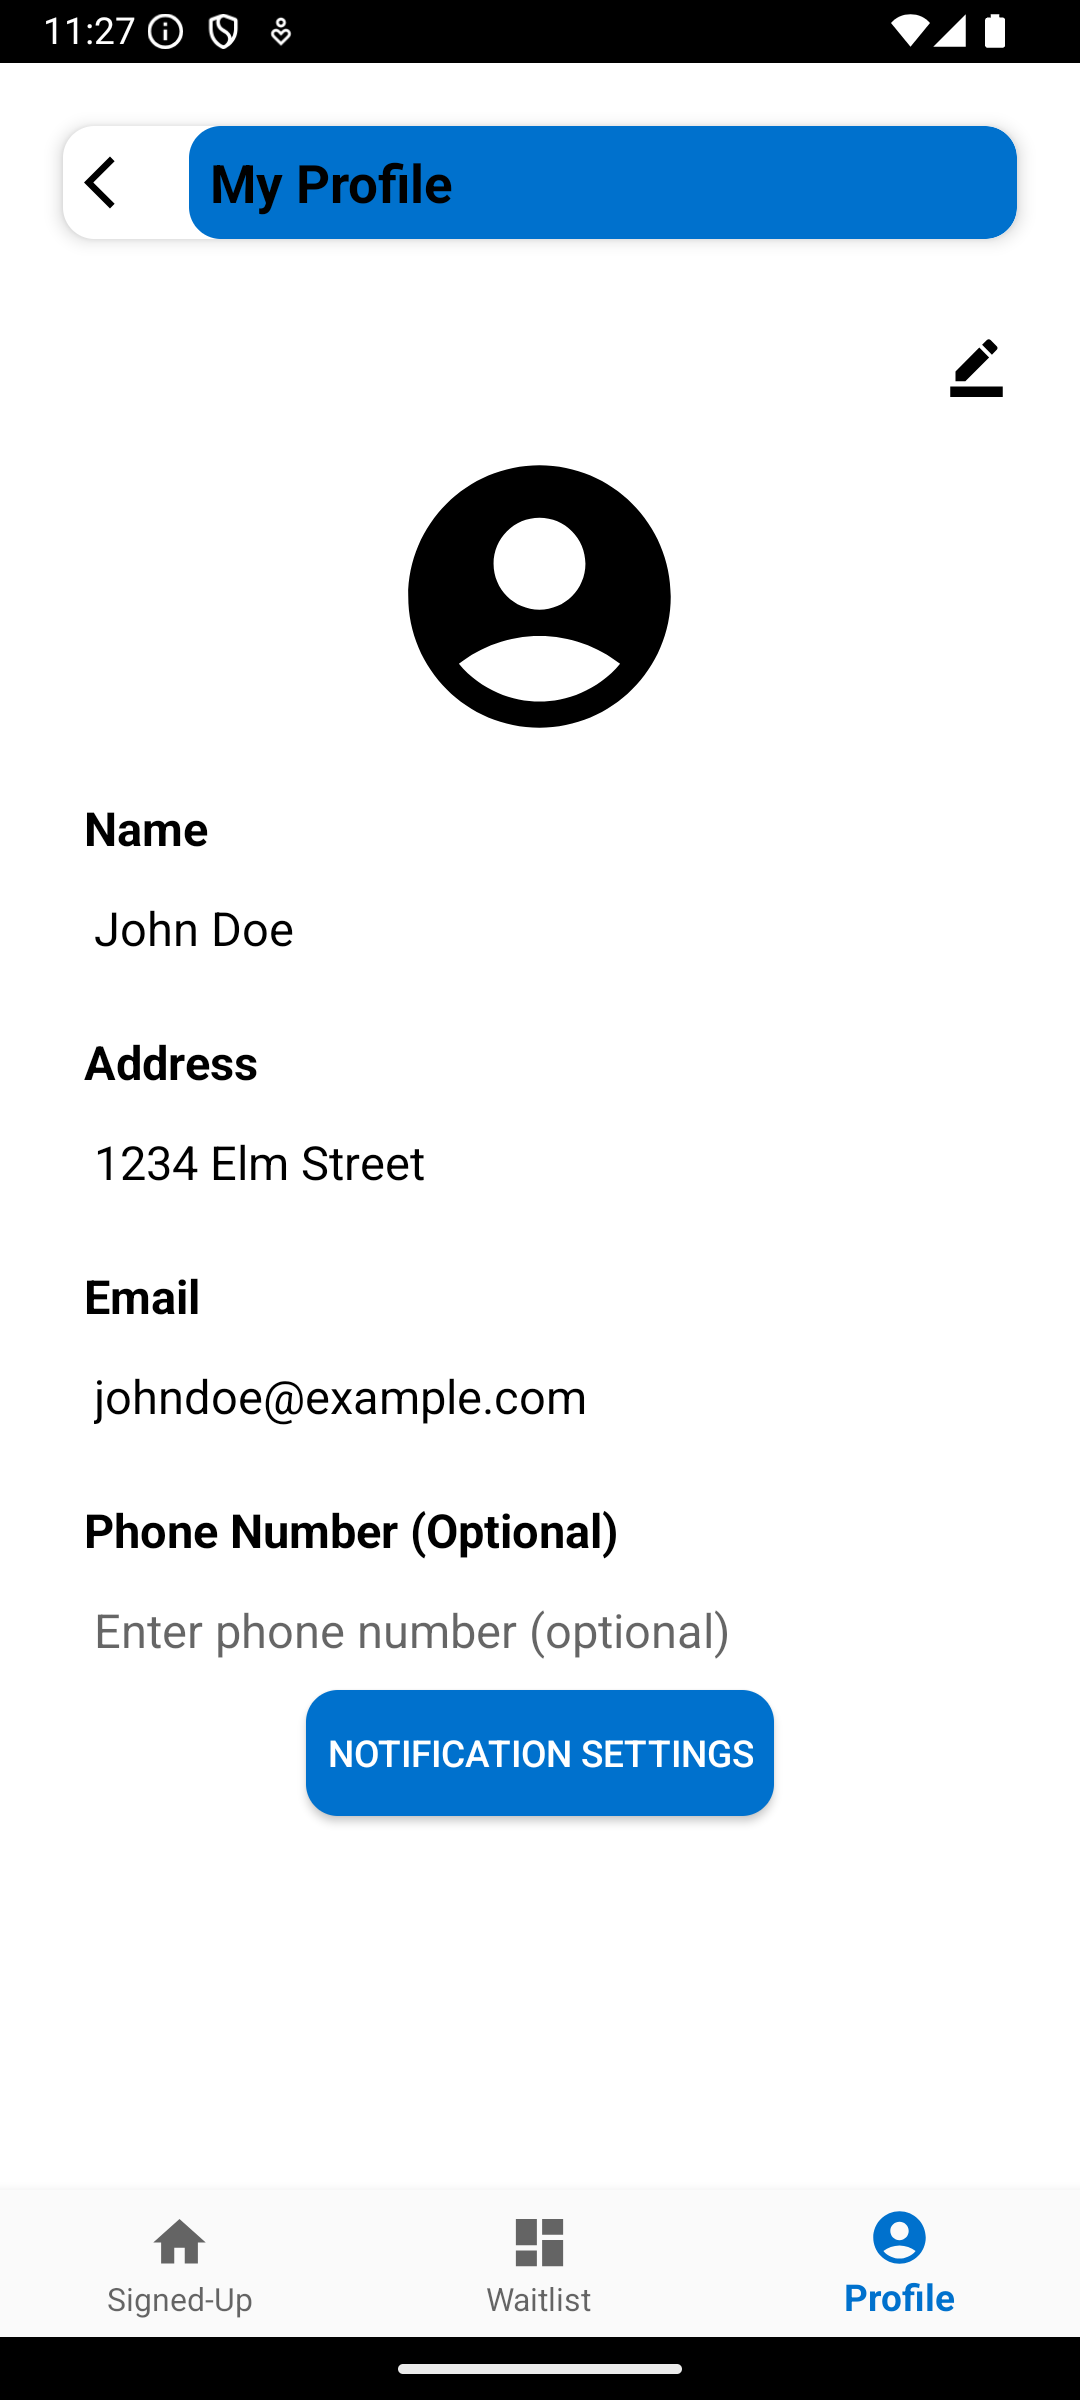 11:27
My Profile
Name
John Doe
Address
1234 Elm Street
Email
johndoe@example.com
Phone Number (Optional)
Enter phone number (optional)
NOTIFICATION SETTINGS
Signed-Up
Waitlist
Profile